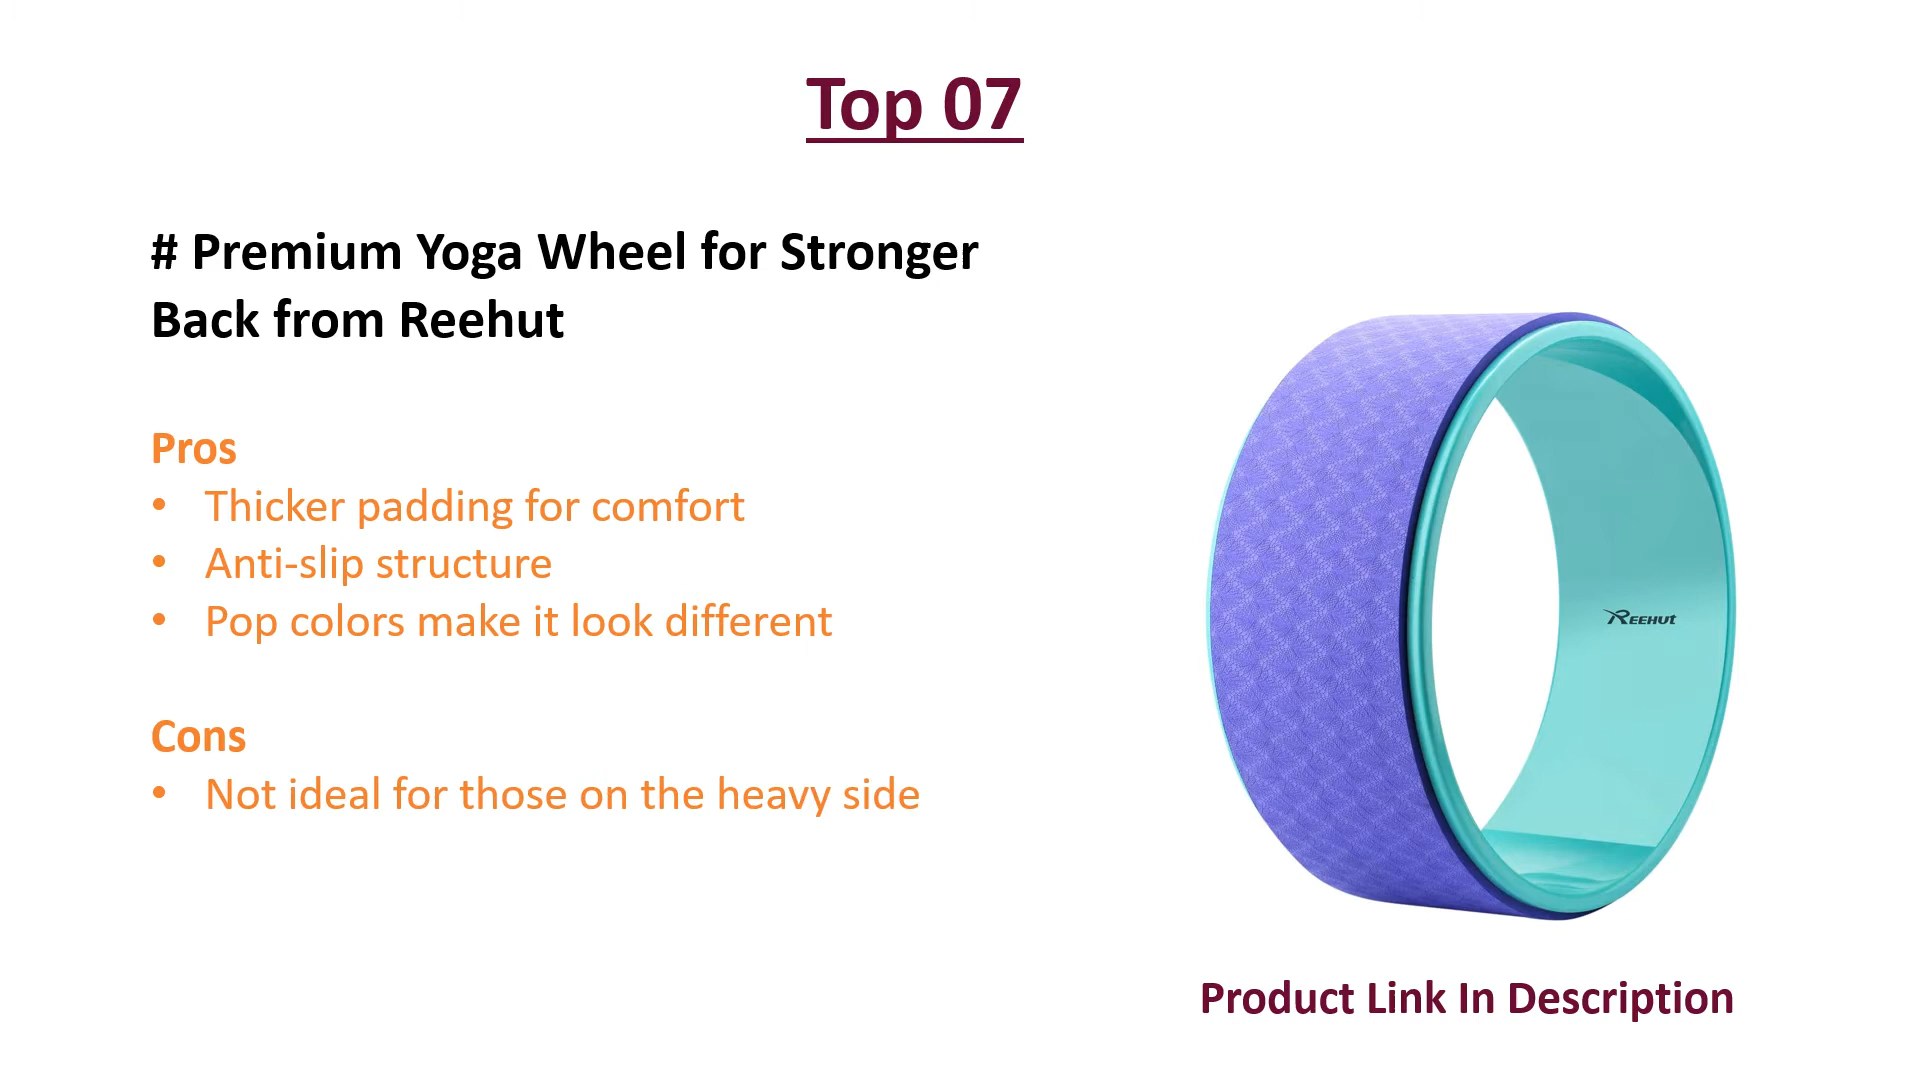 Top 07
# Premium Yoga Wheel for Stronger
Back from Reehut
Pros
• Thicker padding for comfort
• Anti-slip structure
• Pop colors make it look different
Cons
• Not ideal for those on the heavy side
REEHUT
Product Link In Description